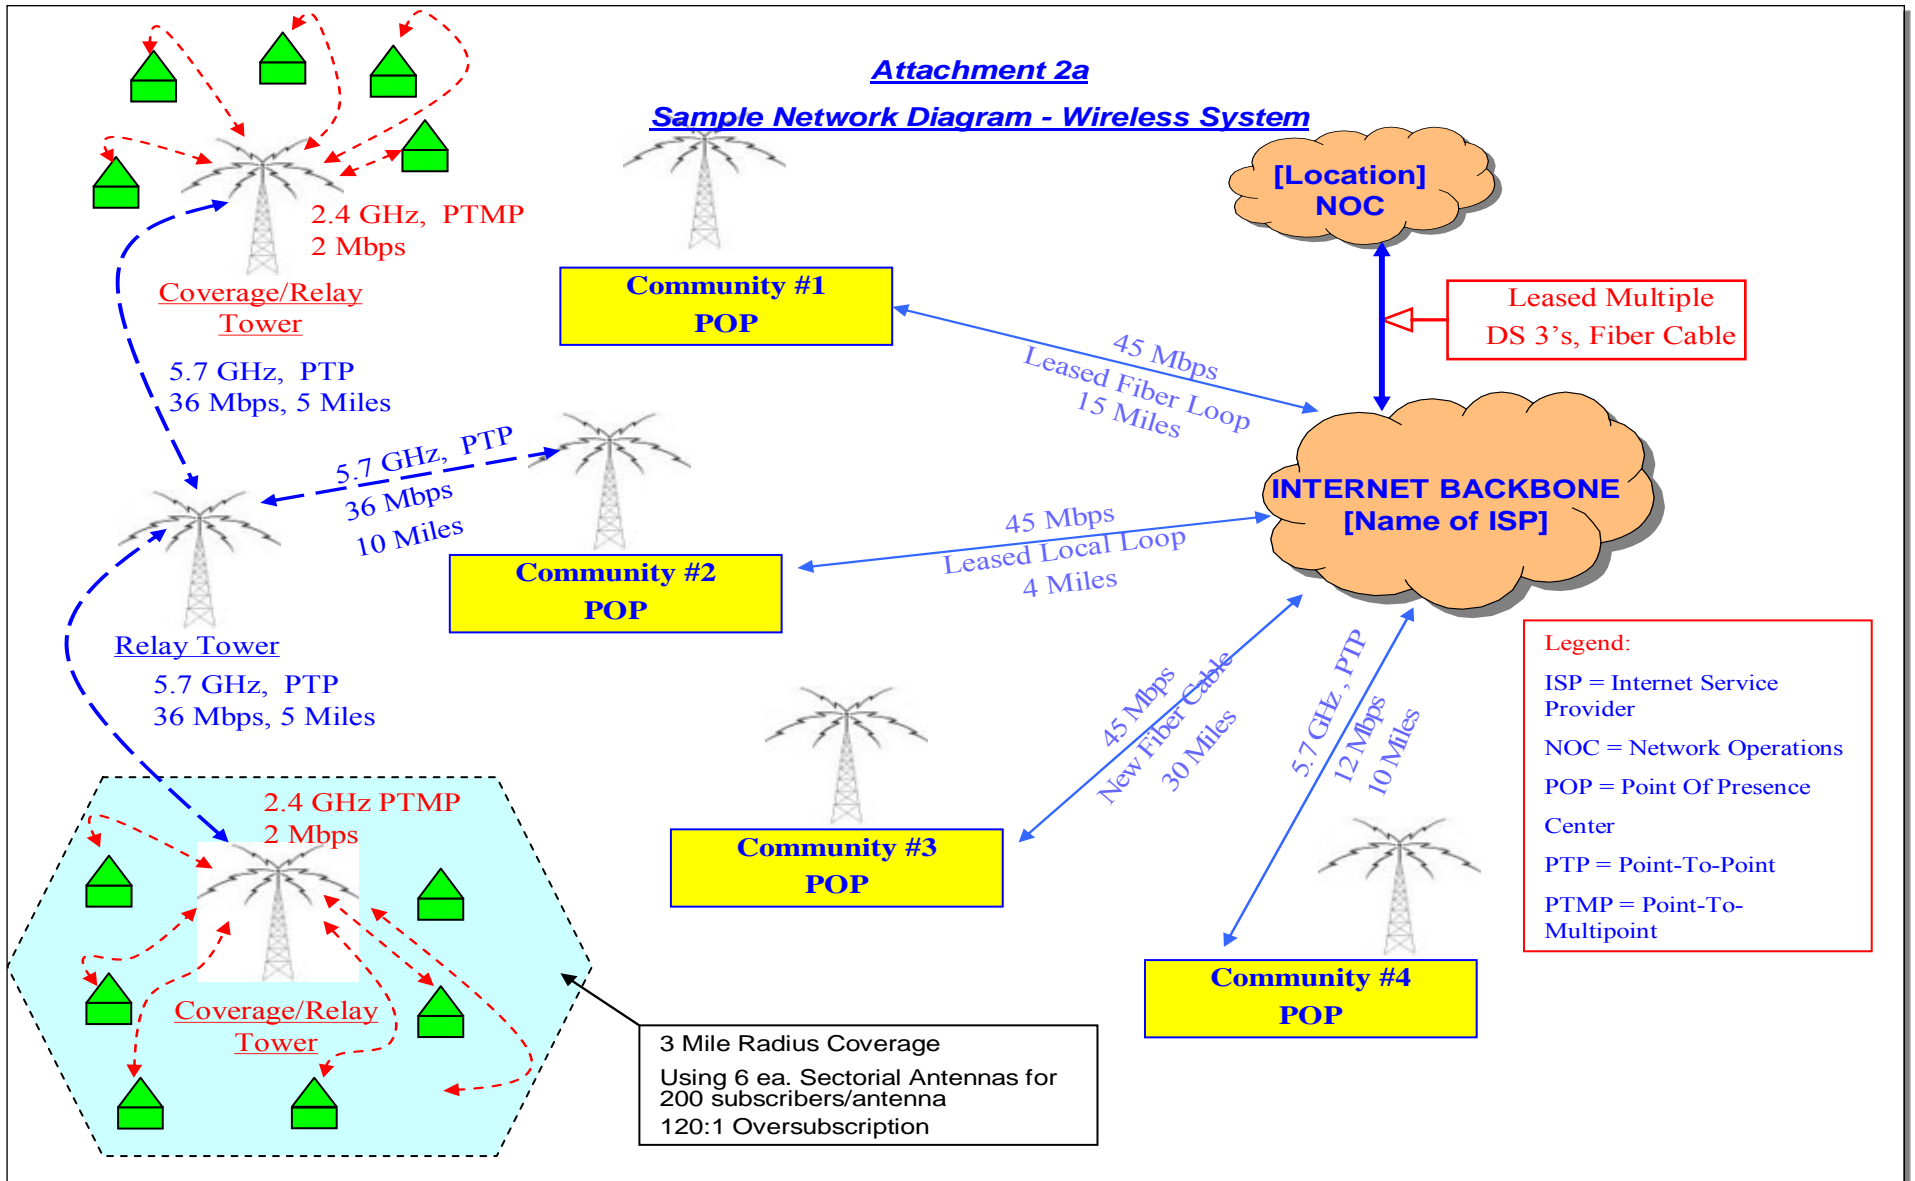 Attachment 2a
Sample Network Diagram - Wireless System
[Location]
NOC
2.4 GHz,  PTMP
2 Mbps
Coverage/Relay
Tower
Community #1
POP
Leased Multiple
DS 3's, Fiber Cable
45 Mbps
Leased Fiber Loop
15 Miles
5.7 GHz,  PTP
36 Mbps, 5 Miles
5.7 GHz,  PTP
36 Mbps
10 Miles
INTERNET BACKBONE
[Name of ISP]
45 Mbps
Leased Local Loop
4 Miles
Community #2
POP
Relay Tower
5.7 GHz,  PTP
36 Mbps, 5 Miles
45 Mbps
New Fiber Cable
30 Miles
5.7 GHz , PTP
12 Mbps
10 Miles
Legend:
ISP = Internet Service
Provider
NOC = Network Operations
POP = Point Of Presence
Center
PTP = Point-To-Point
PTMP = Point-To-
Multipoint
2.4 GHz PTMP
2 Mbps
Community #3
POP
Community #4
POP
Coverage/Relay
Tower
3 Mile Radius Coverage
Using 6 ea. Sectorial Antennas for
200 subscribers/antenna
120:1 Oversubscription